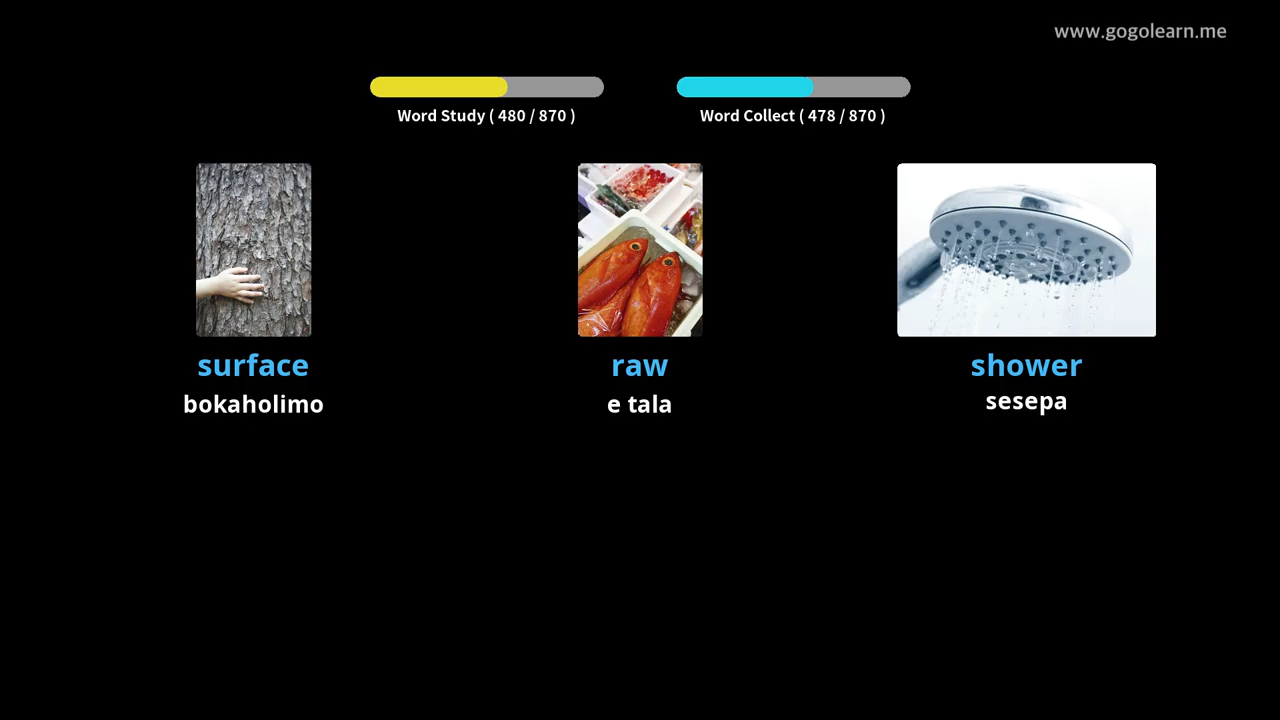 www.gogolearn.me
Word Study ( 480 / 870 )
Word Collect ( 478 / 870 )
surface
bokaholimo
raw
e tala
shower
sesepa